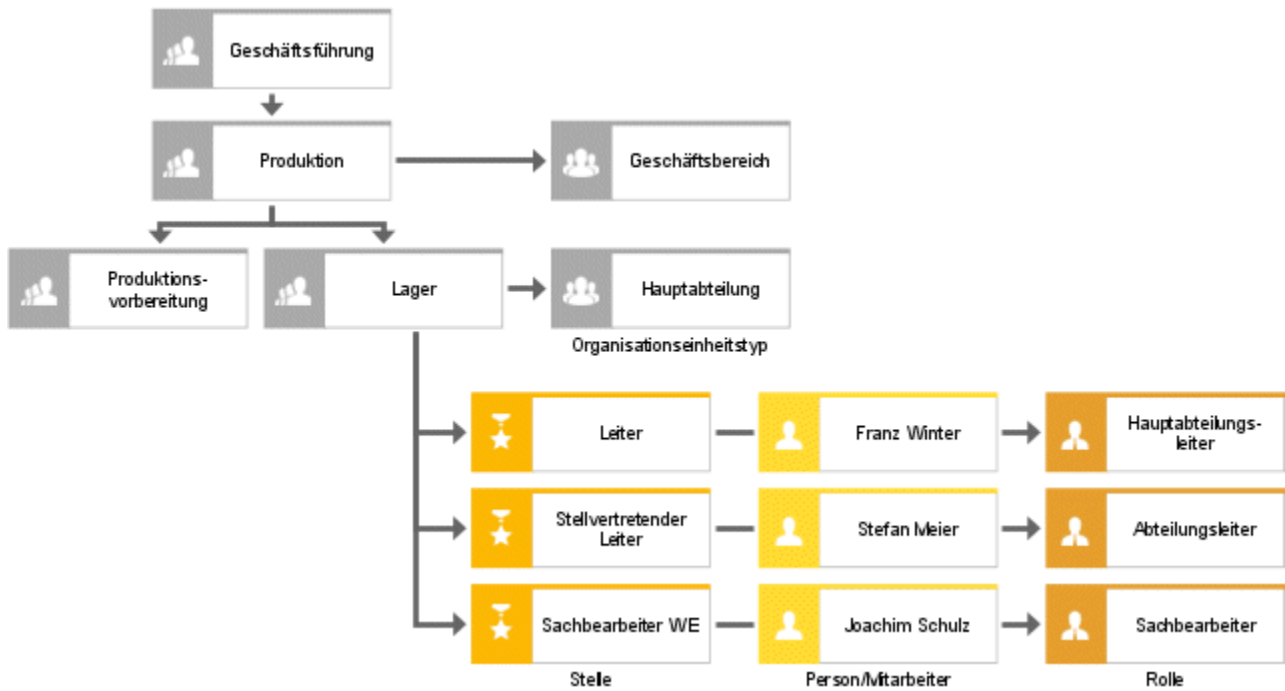 Geschäftsführung
Produktion
Geschäftsbereich
Produktions-
vorbereitung
Lager
Hauptabteilung
Organisationseinheitstyp
Leiter
Franz Winter
Hauptabteilungs-
leiter
Stellvertretender
Leiter
Stefan Meier
Abteilungsleiter
Sachbearbeiter WE
Joachim Schulz
Sachbearbeiter
Stelle
Person/Mitarbeiter
Rolle